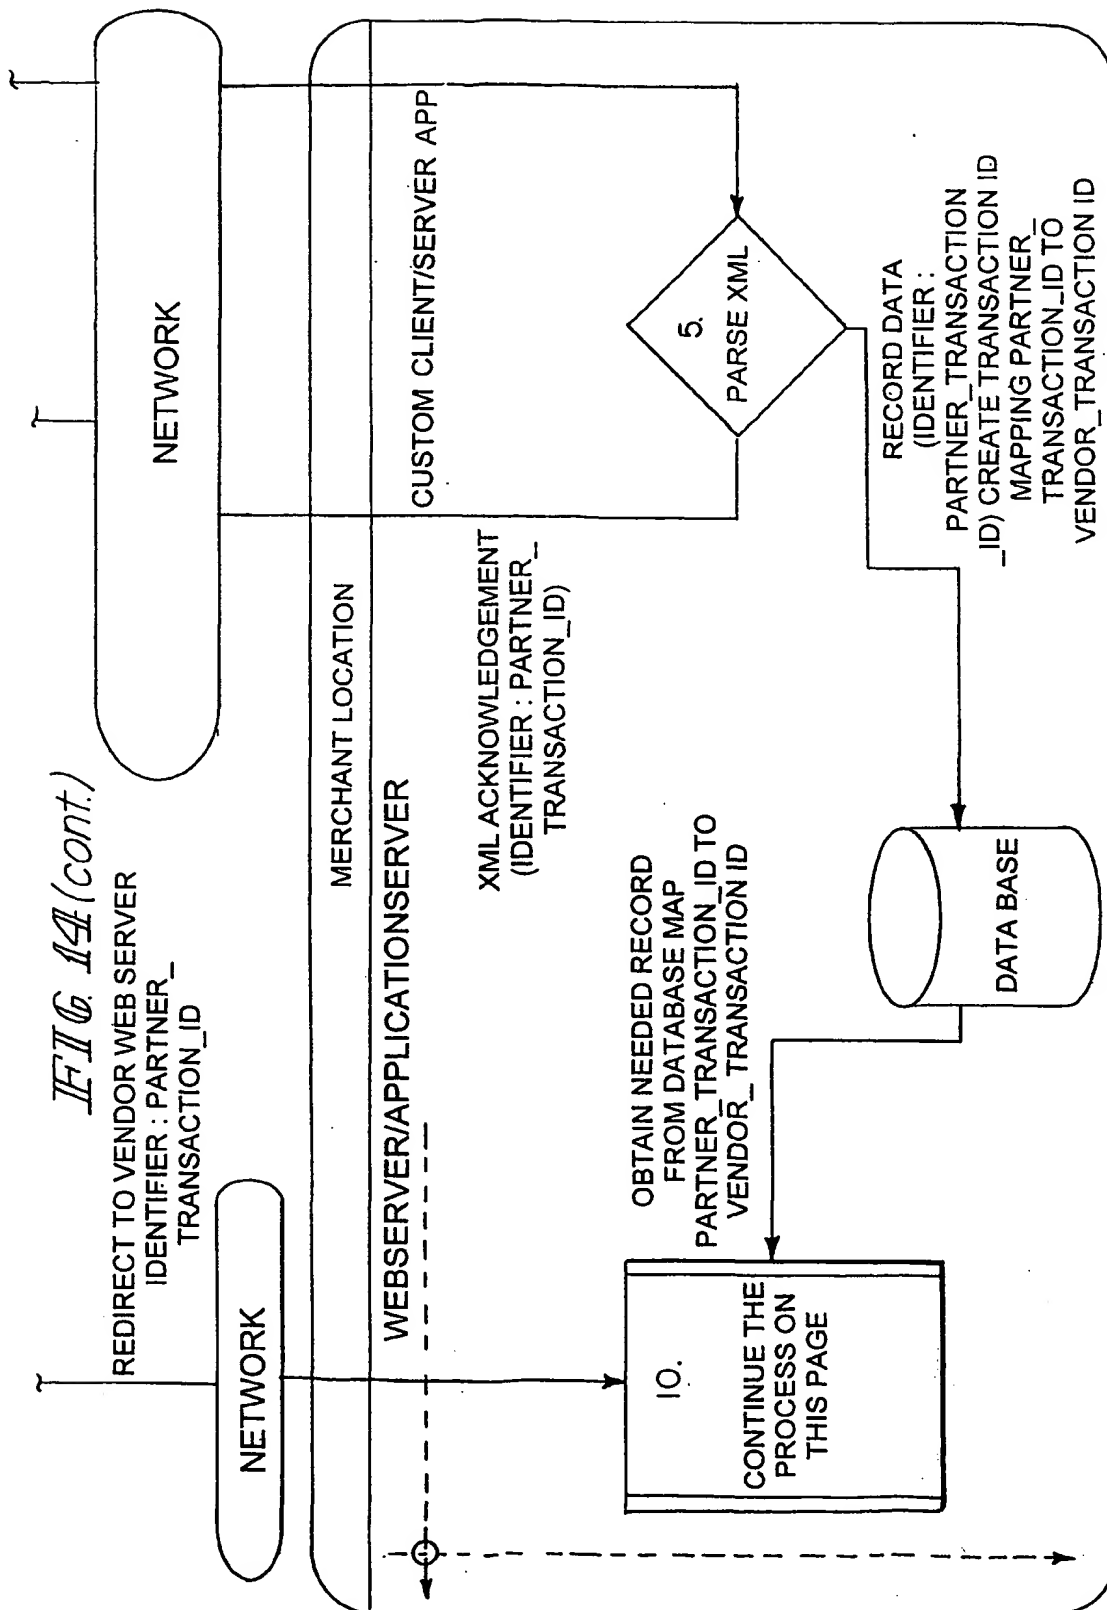 FIG. 14 (cont.)
REDIRECT TO VENDOR WEB SERVER
IDENTIFIER : PARTNER_
TRANSACTION_ID
NETWORK
NETWORK
MERCHANT LOCATION
WEBSERVER/APPLICATIONSERVER
CUSTOM CLIENT/SERVER APP
XML ACKNOWLEDGEMENT
(IDENTIFIER : PARTNER_
TRANSACTION_ID)
5.
PARSE XML
RECORD DATA
(IDENTIFIER :
PARTNER_TRANSACTION
_ID) CREATE TRANSACTION ID
MAPPING PARTNER_
TRANSACTION_ID TO
VENDOR_TRANSACTION ID
OBTAIN NEEDED RECORD
FROM DATABASE MAP
PARTNER_TRANSACTION_ID TO
VENDOR_TRANSACTION ID
10.
CONTINUE THE
PROCESS ON
THIS PAGE
DATA BASE